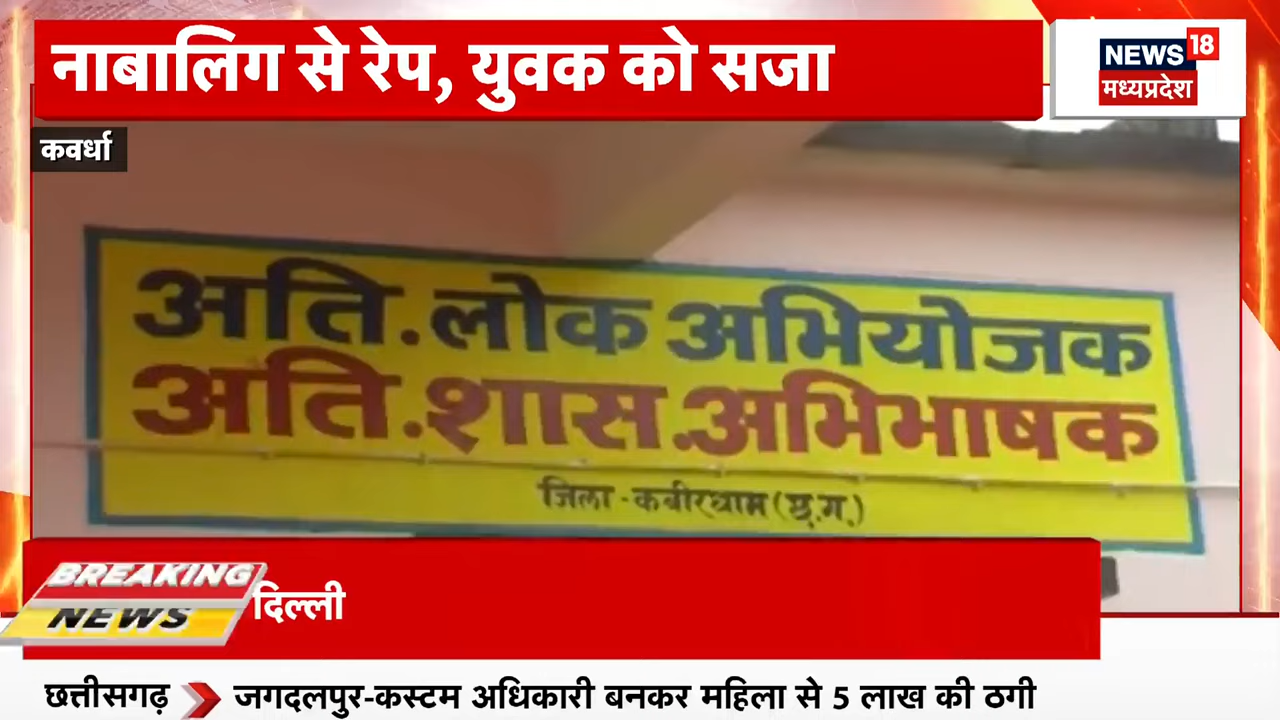 नाबालिग से रेप, युवक को सजा
NEWS 18
मध्यप्रदेश
कवर्धा
अति.लोक अभियोजक
अति.शास.अभिभाषक
जिला-कबीरधाम(छ.ग.)
BREAKING
NEWS
दिल्ली
छत्तीसगढ़
जगदलपुर-कस्टम अधिकारी बनकर महिला से 5 लाख की ठगी